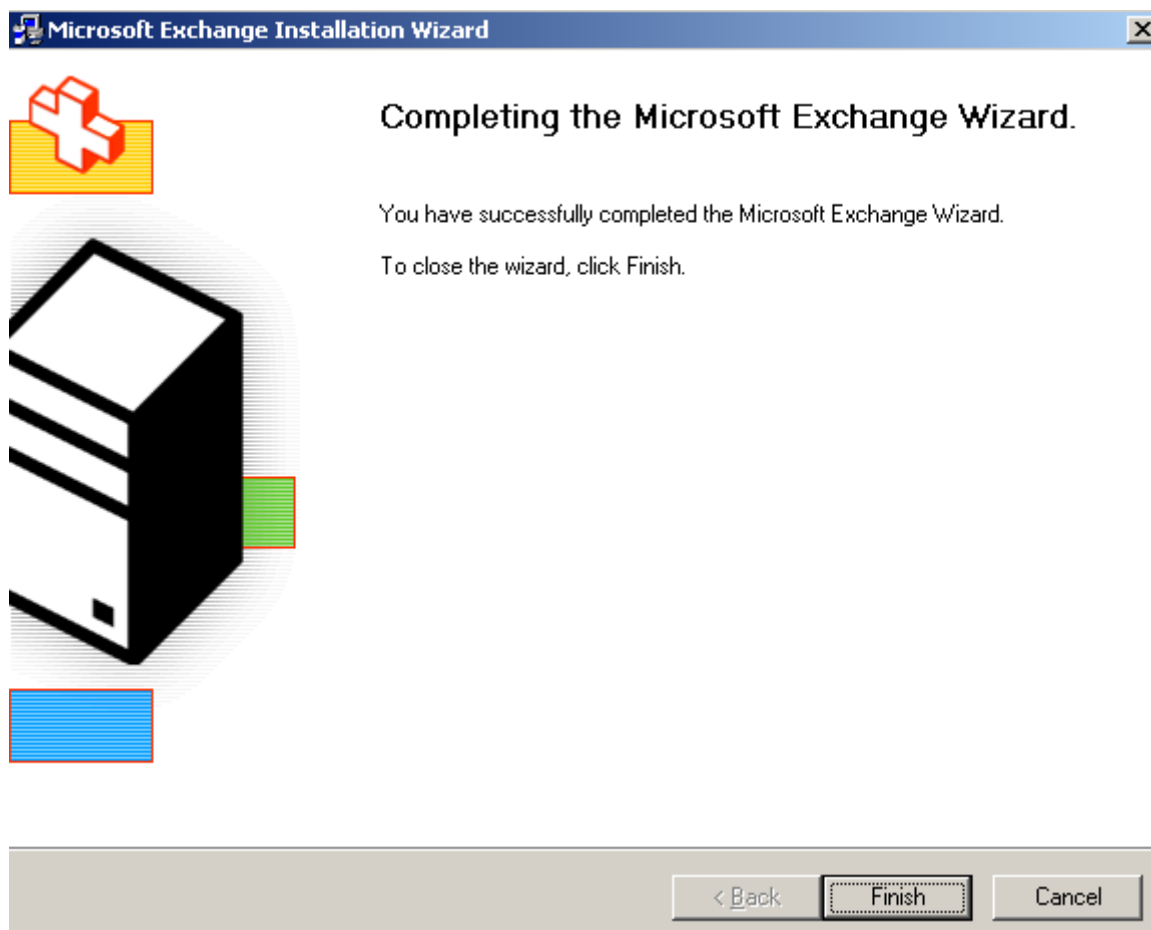 Microsoft Exchange Installation Wizard
Completing the Microsoft Exchange Wizard.
You have successfully completed the Microsoft Exchange Wizard.
To close the wizard, click Finish.
< Back Finish Cancel